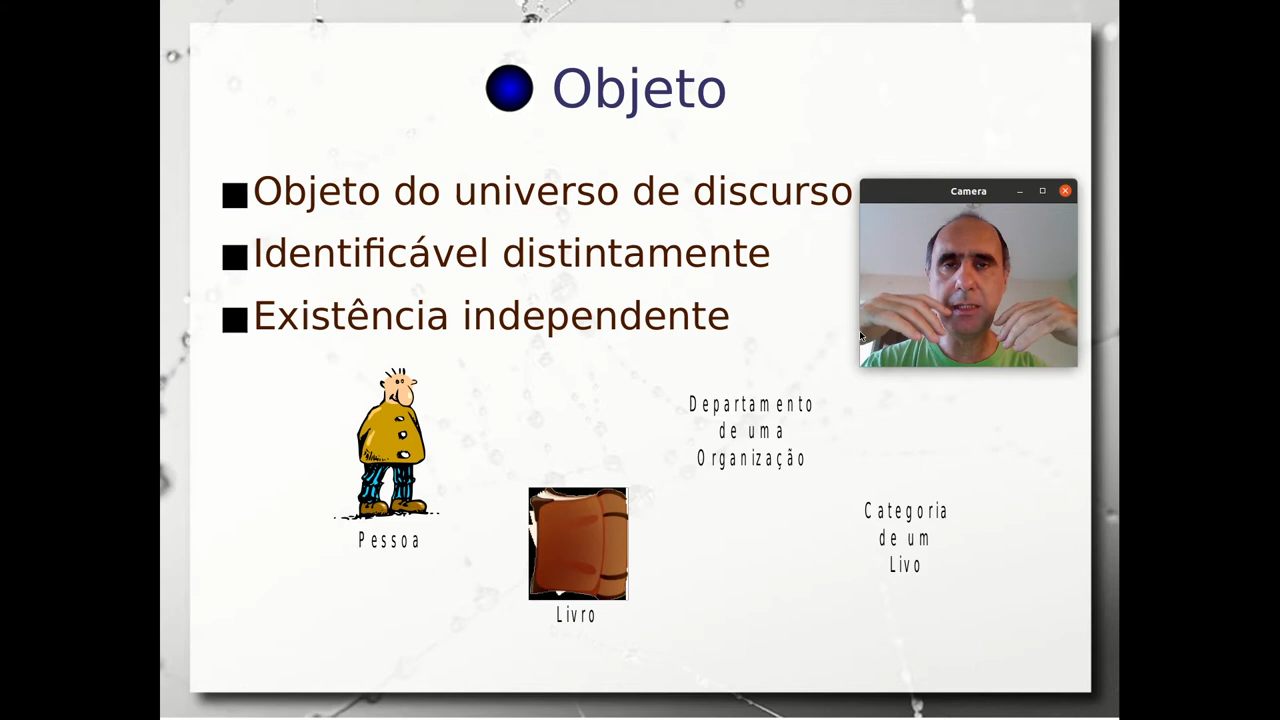 Objeto
Objeto do universo de discurso
Identificável distintamente
Existência independente
Camera
Departamento
de uma
Organização
Pessoa
Categoria
de um
Livo
Livro